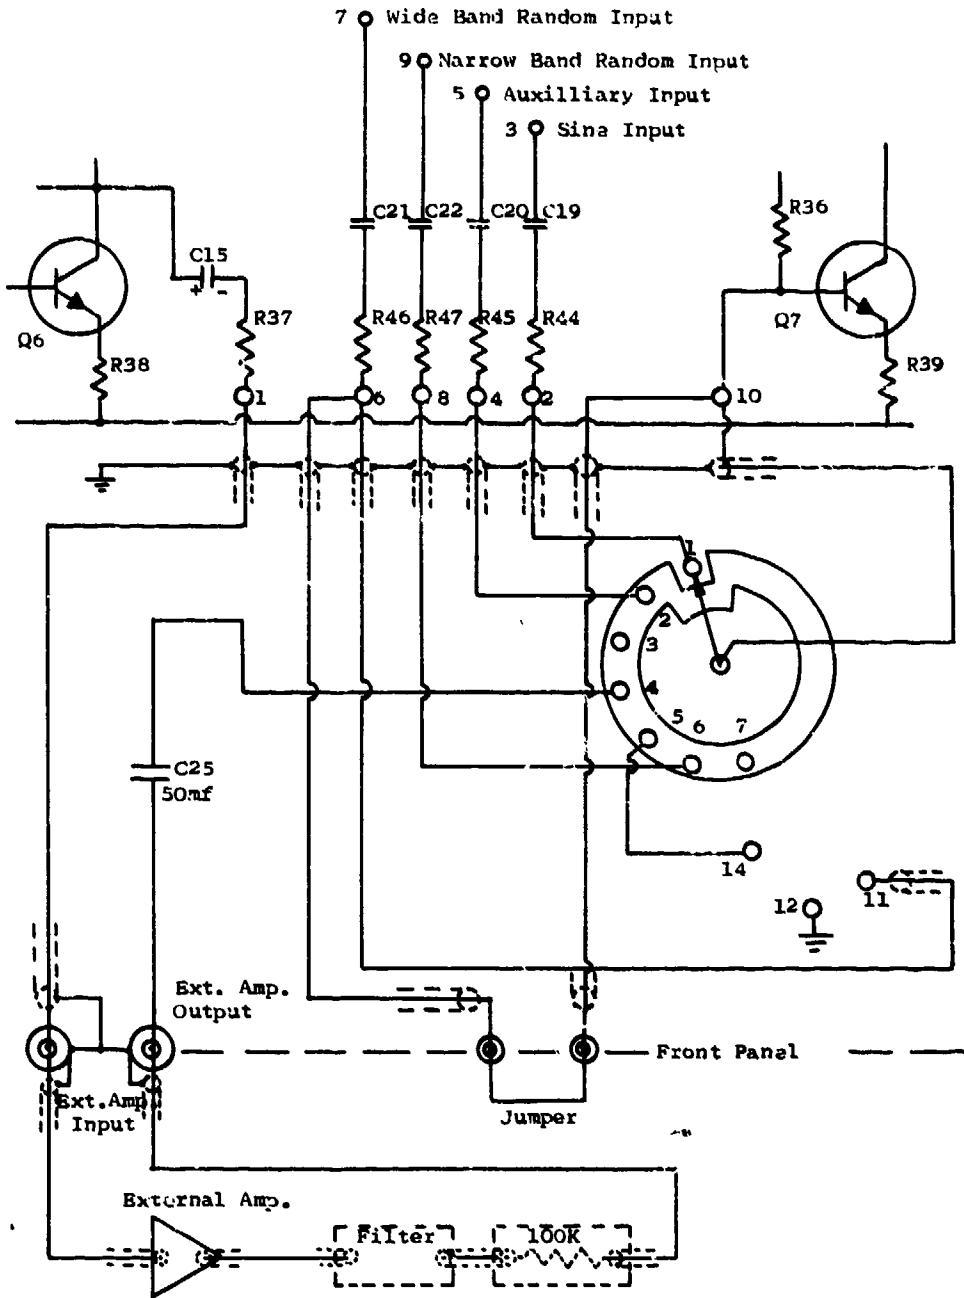 7 Wide Band Random Input
9 Narrow Band Random Input
5 Auxilliary Input
3 Sine Input
C21
C22
C20
C19
R36
C15
+ -
Q6
Q7
R37
R46
R47
R45
R44
R38
R39
1
6
8
4
2
10
1
2
3
4
5
6
7
C25
50mf
14
11
12
Ext. Amp.
Output
Front Panel
Ext.Amp.
Input
Jumper
External Amp.
Filter
100K